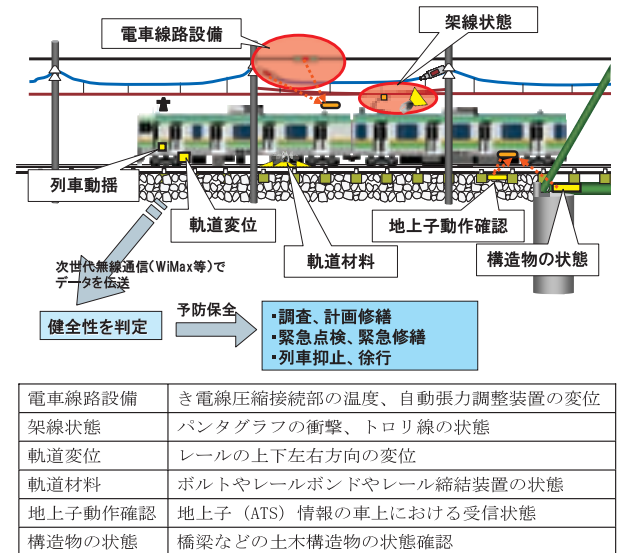 電車線路設備
架線状態
列車動揺
軌道変位
軌道材料
地上子動作確認
構造物の状態
次世代無線通信(WiMax等)で
データを伝送
健全性を判定
予防保全
・調査、計画修繕
・緊急点検、緊急修繕
・列車抑止、徐行
電車線路設備 き電線圧縮接続部の温度、自動張力調整装置の変位
架線状態 パンタグラフの衝撃、トロリ線の状態
軌道変位 レールの上下左右方向の変位
軌道材料 ボルトやレールボンドやレール締結装置の状態
地上子動作確認 地上子（ATS）情報の車上における受信状態
構造物の状態 橋梁などの土木構造物の状態確認